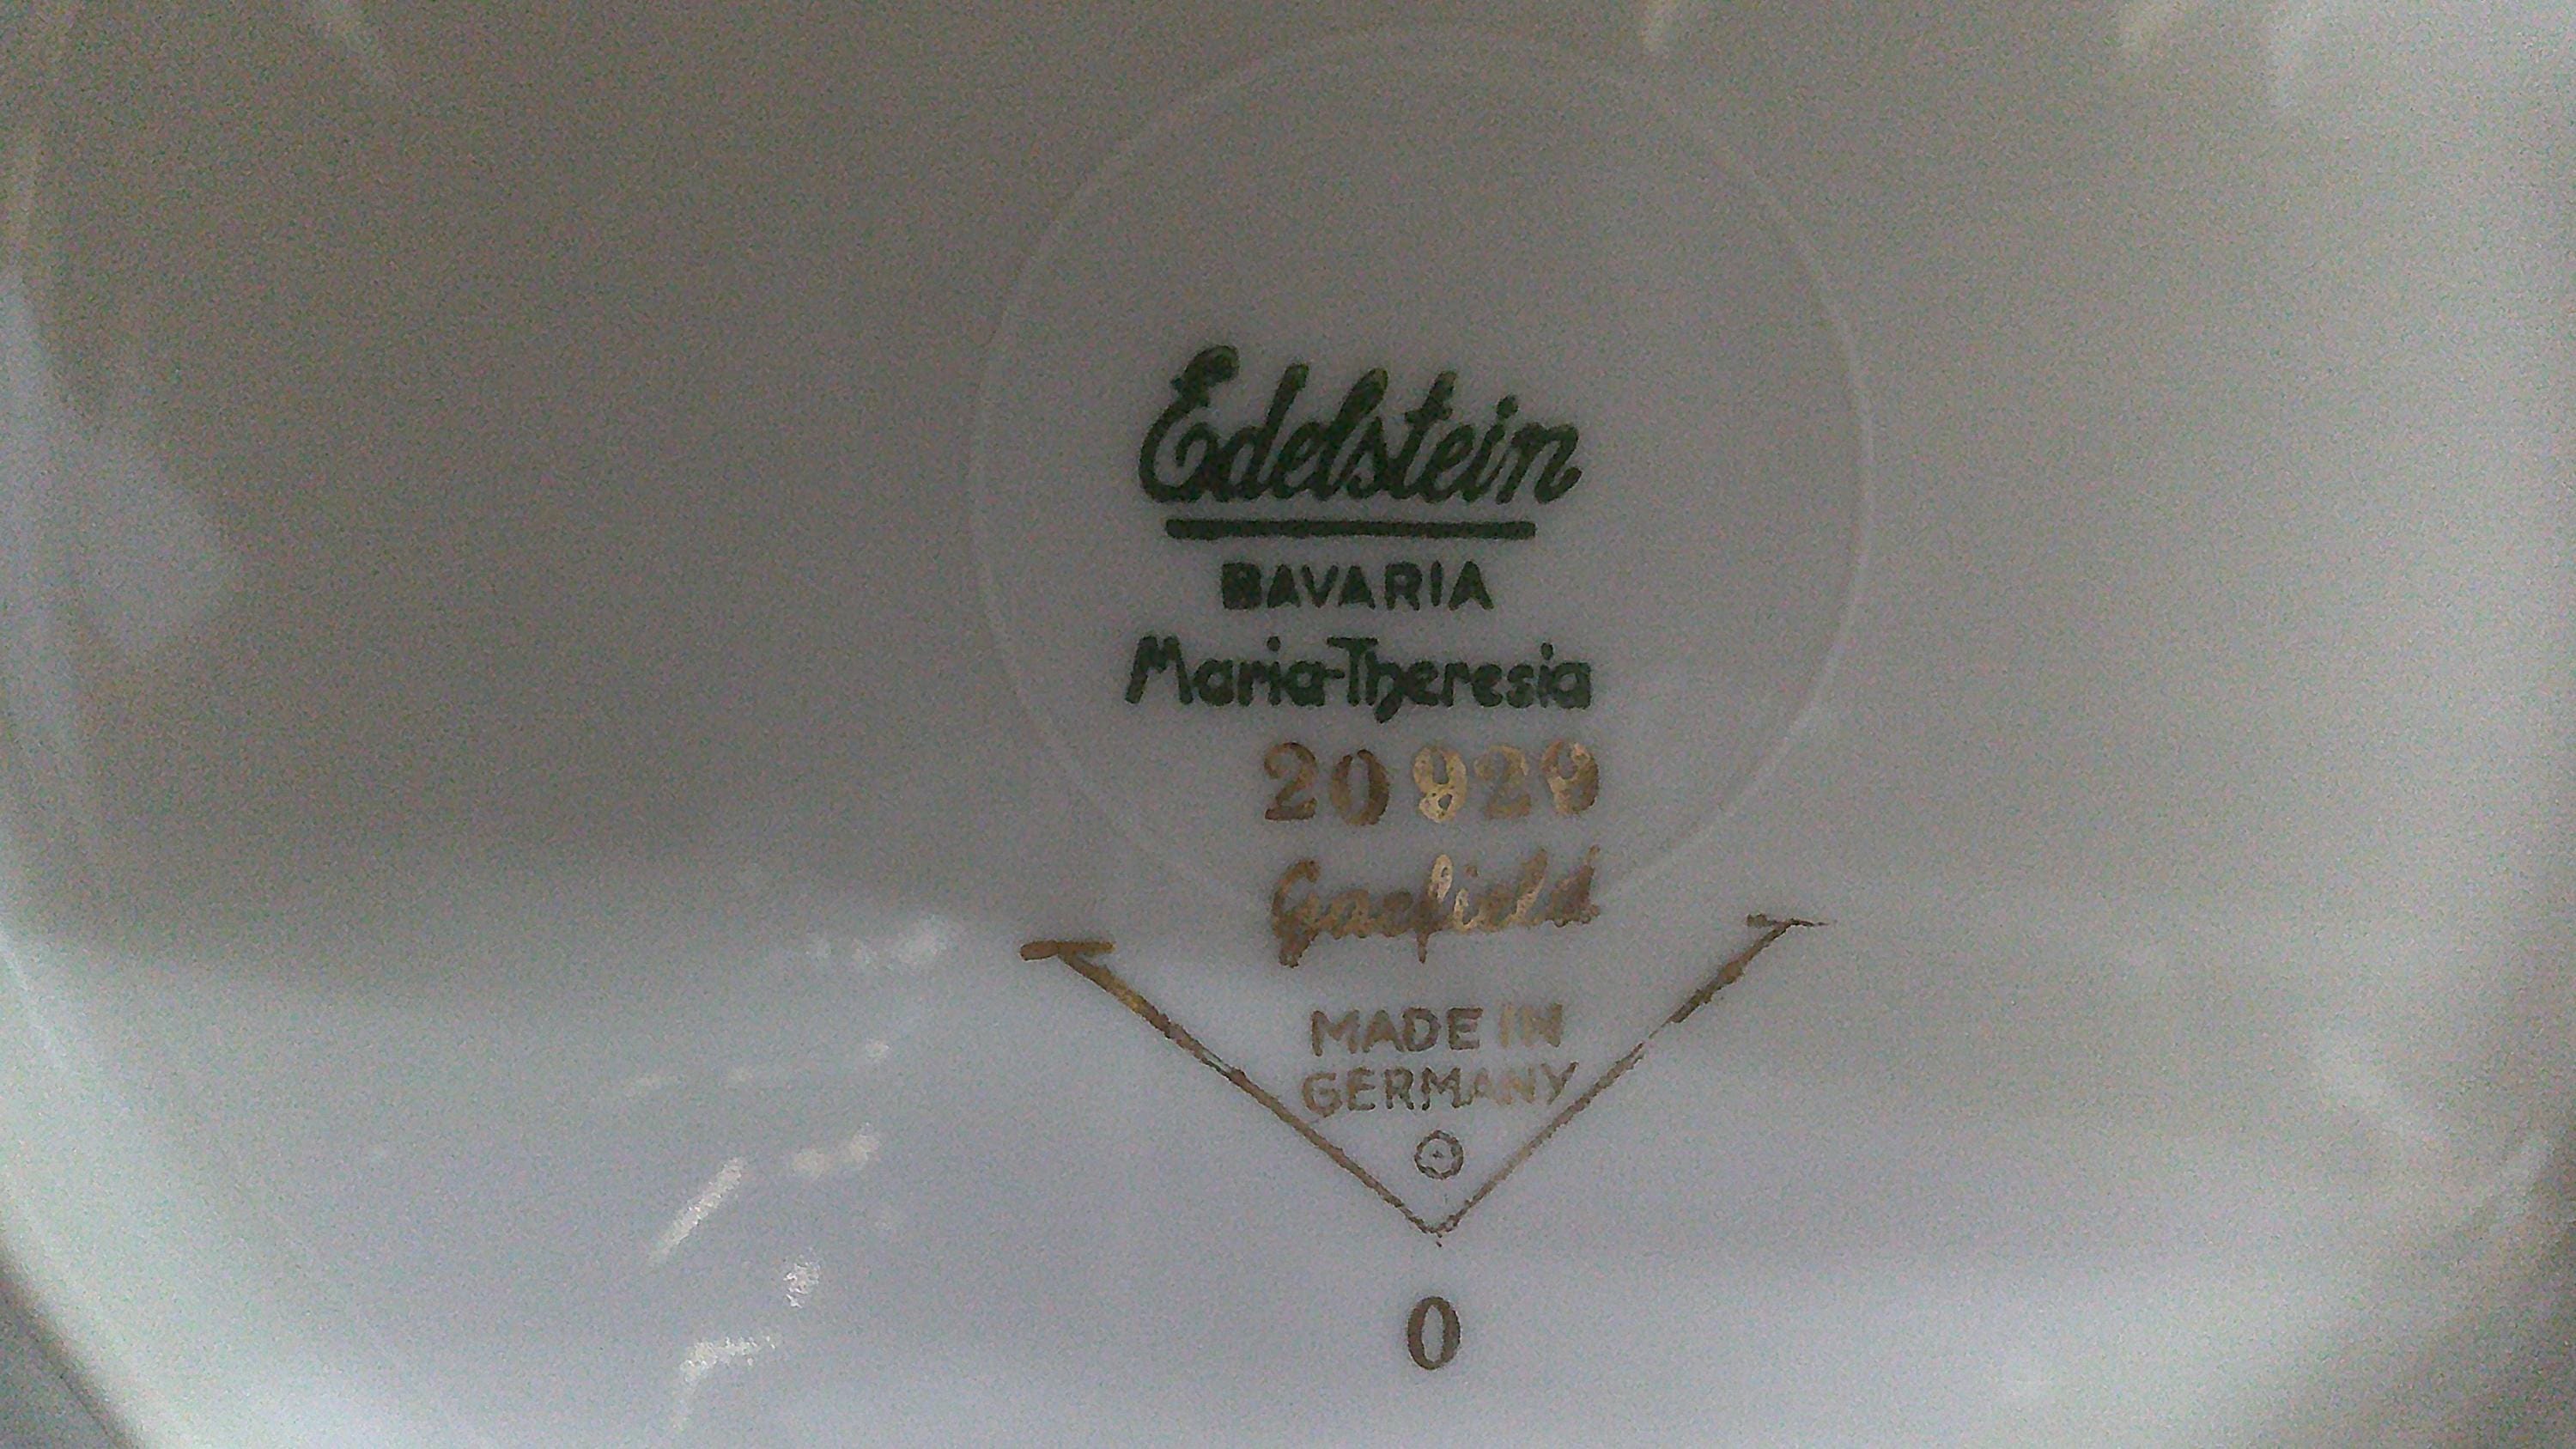 Edelstein
BAVARIA
Maria-Theresia
20929
Garfield
MADE IN
GERMANY
0